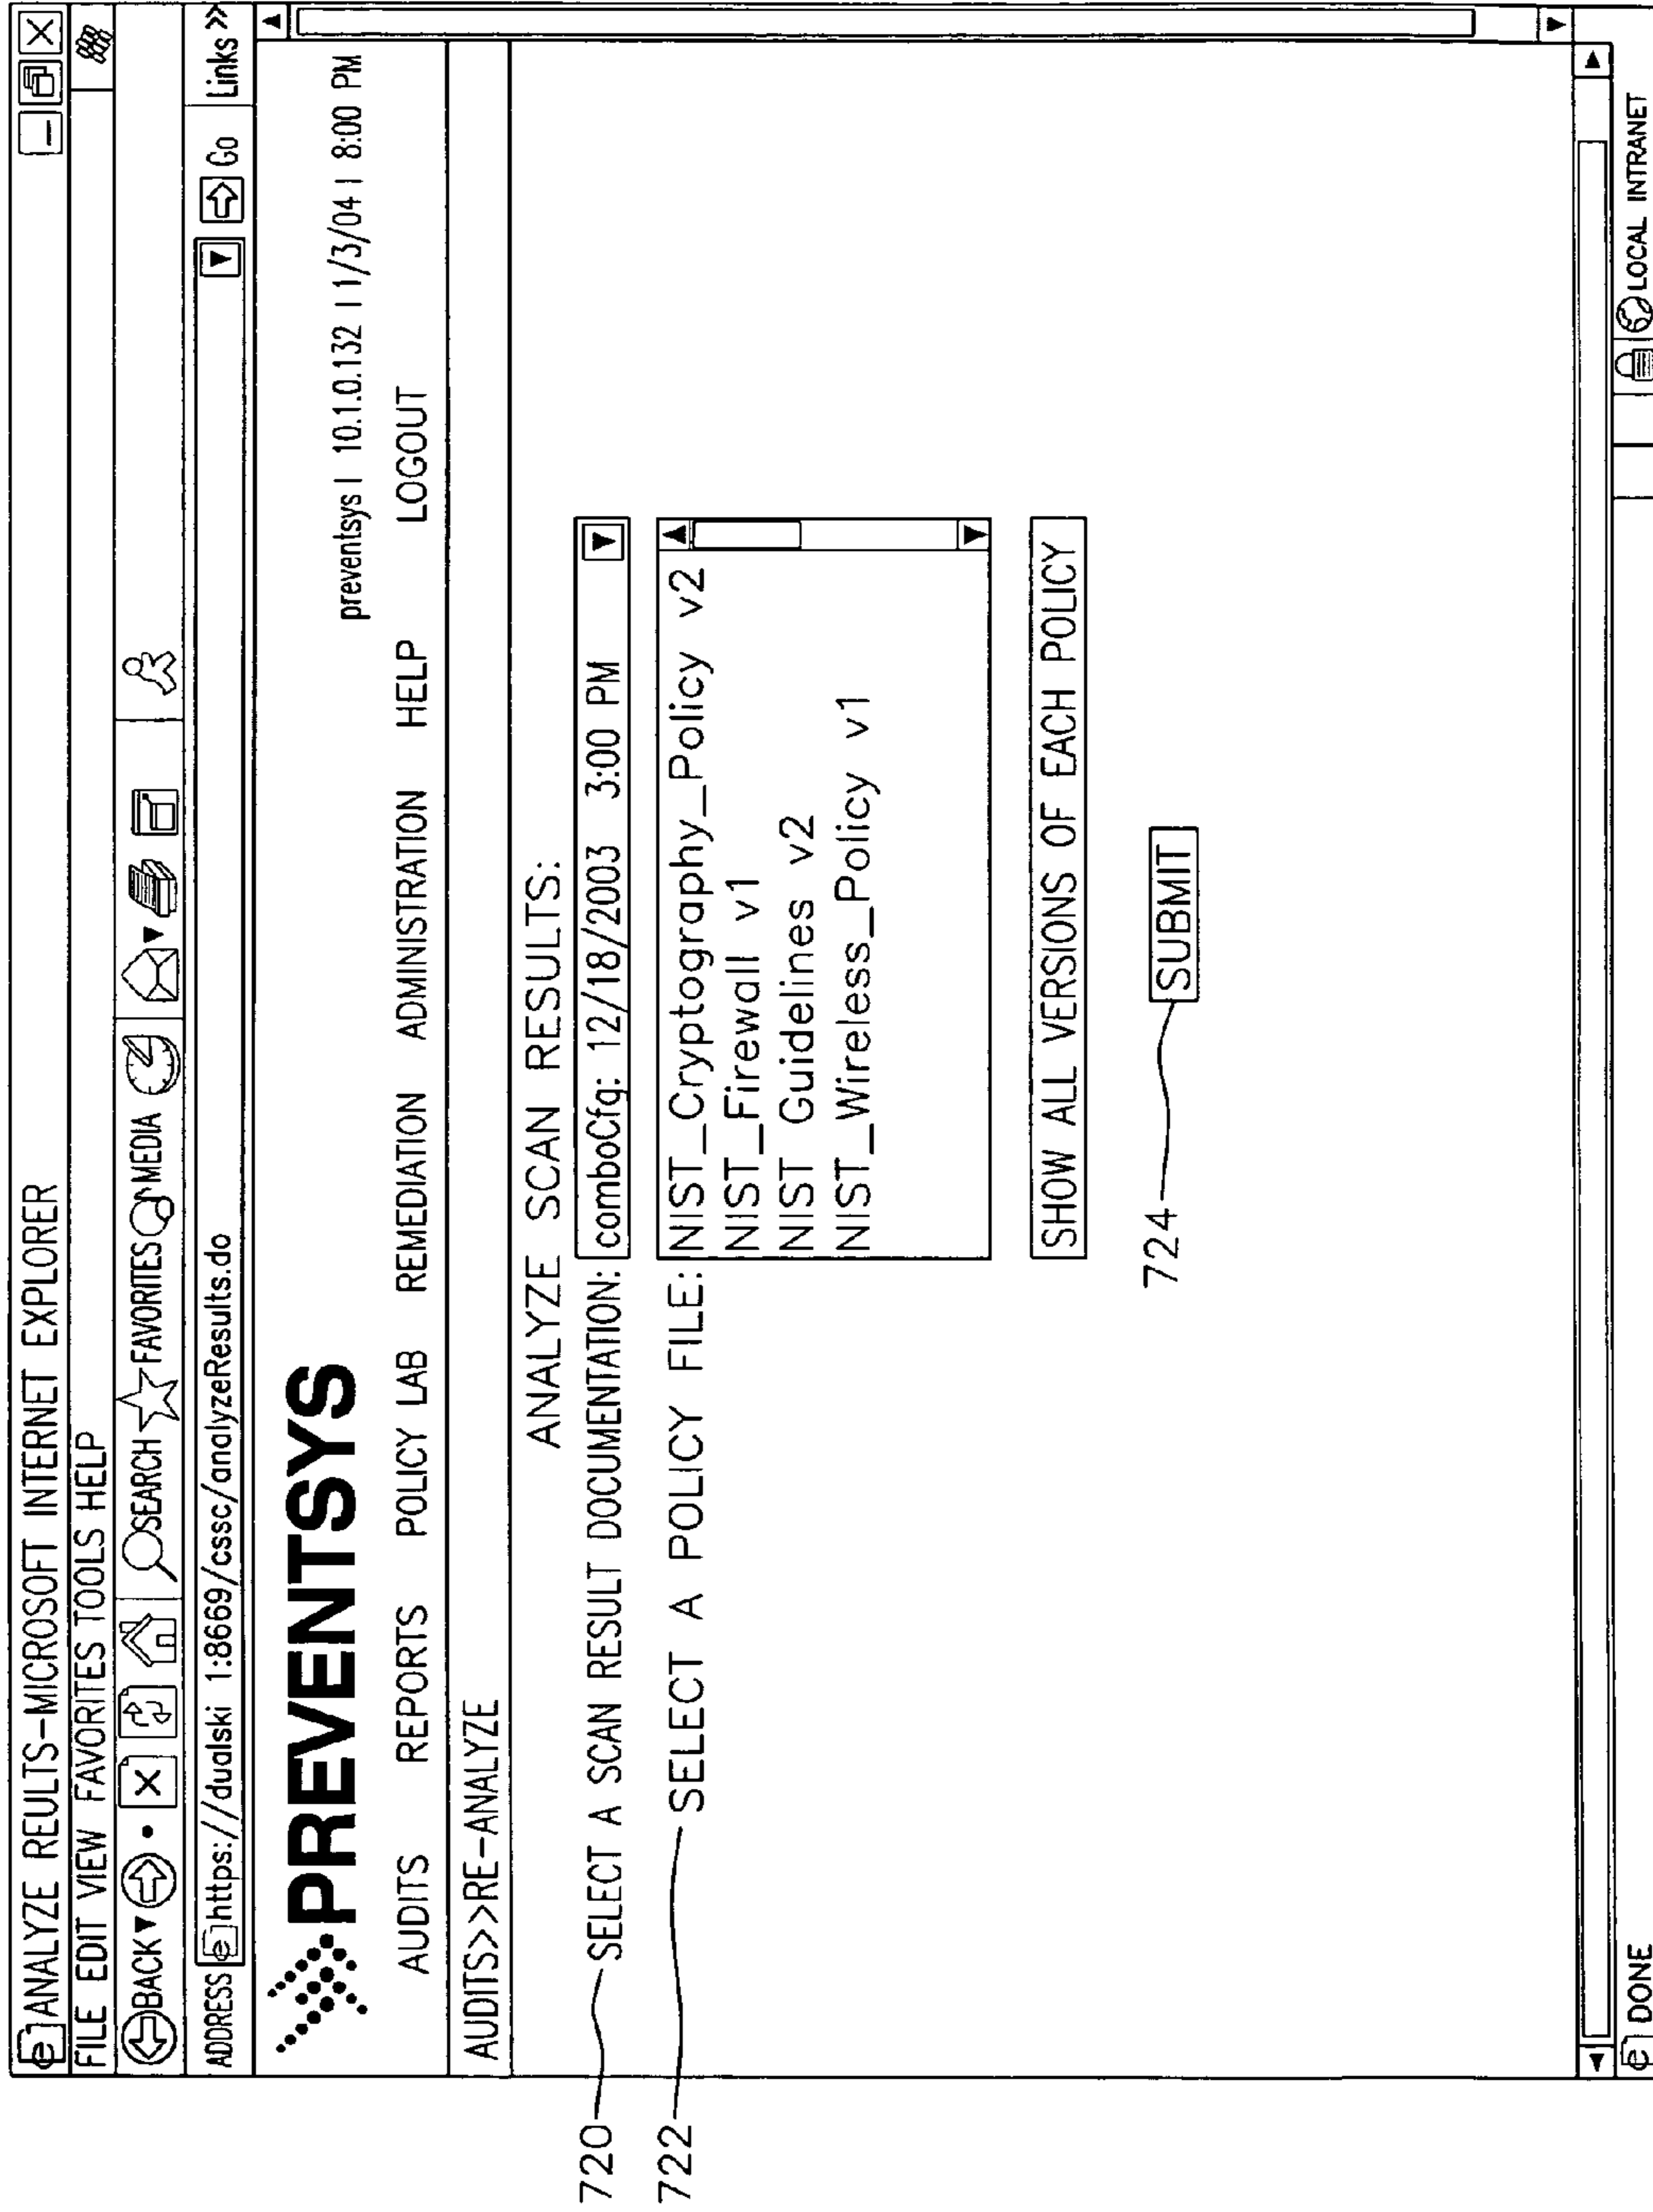 ANALYZE REULTS-MICROSOFT INTERNET EXPLORER
FILE EDIT VIEW FAVORITES TOOLS HELP
BACK SEARCH FAVORITES MEDIA
ADDRESS https://dualski 1:8669/cssc/analyzeResults.do Go Links >>
PREVENTSYS
preventsys | 10.1.0.132 | 1/3/04 | 8:00 PM
AUDITS REPORTS POLICY LAB REMEDIATION ADMINISTRATION HELP LOGOUT
AUDITS>>RE-ANALYZE
ANALYZE SCAN RESULTS:
720 SELECT A SCAN RESULT DOCUMENTATION: comboCfg: 12/18/2003 3:00 PM
722 SELECT A POLICY FILE: NIST_Cryptography_Policy v2
NIST_Firewall v1
NIST Guidelines v2
NIST_Wireless_Policy v1
SHOW ALL VERSIONS OF EACH POLICY
724 SUBMIT
DONE LOCAL INTRANET